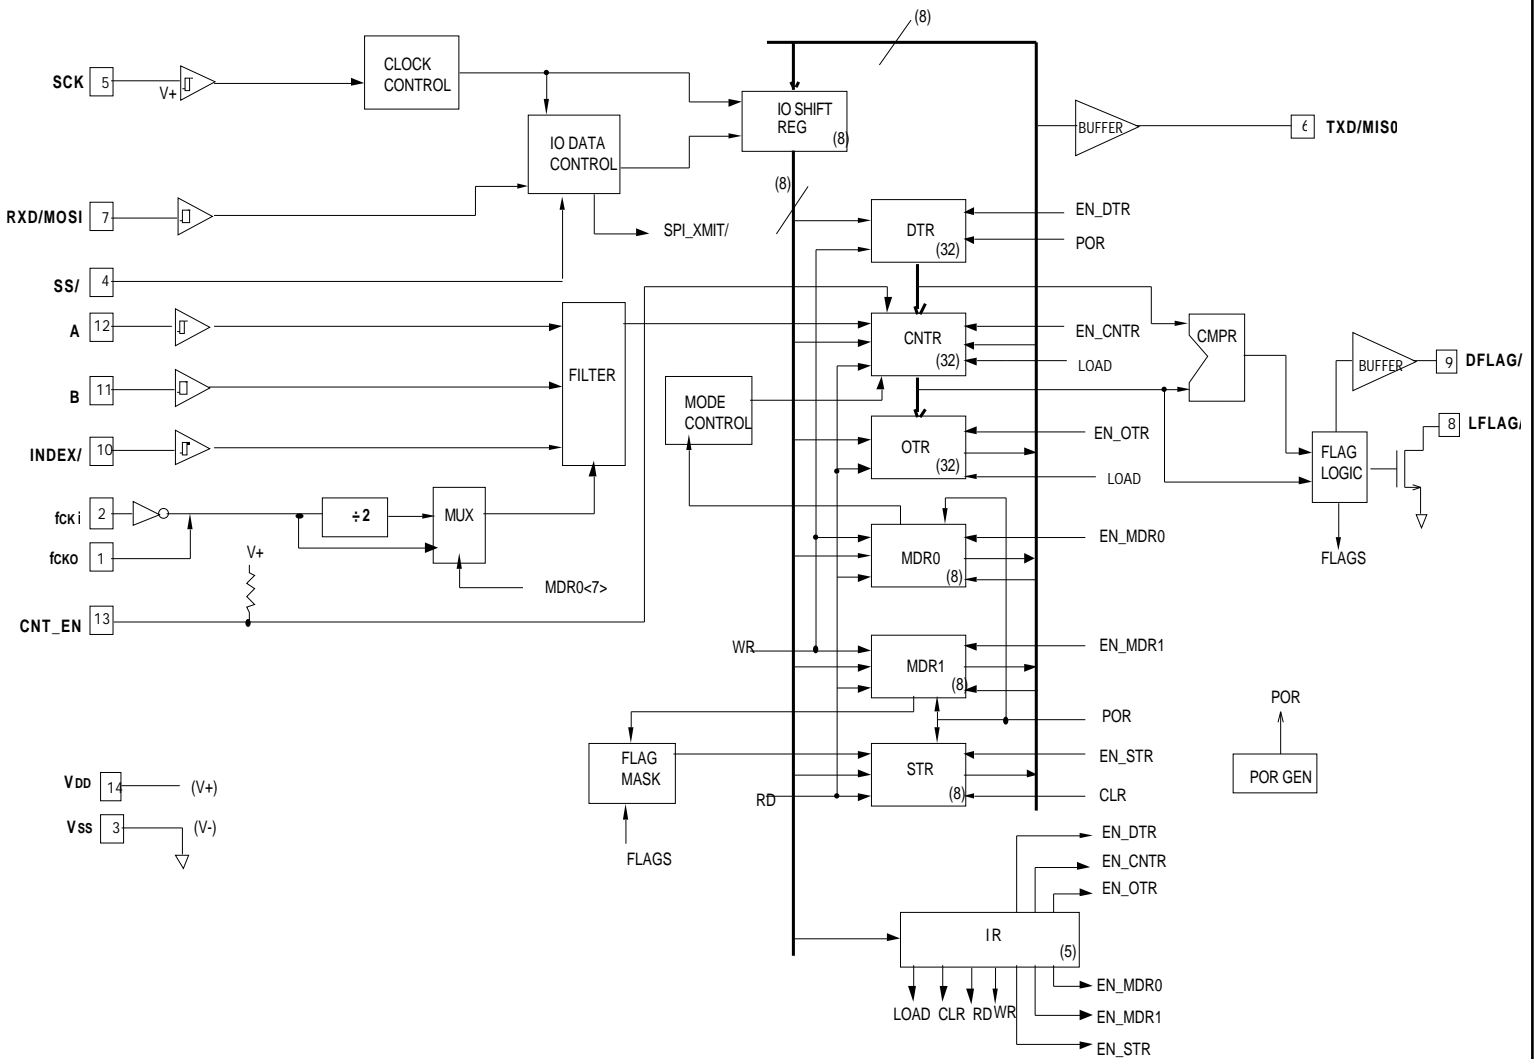 (8)
SCK 5
V+
CLOCK
CONTROL
IO DATA
CONTROL
IO SHIFT
REG
(8)
BUFFER
6 TXD/MISO
(8)
RXD/MOSI 7
SPI_XMIT/
SS/ 4
DTR
(32)
EN_DTR
POR
A 12
B 11
INDEX/ 10
FILTER
CNTR
(32)
EN_CNTR
LOAD
CMPR
BUFFER
9 DFLAG/
8 LFLAG/
MODE
CONTROL
OTR
(32)
EN_OTR
LOAD
FLAG
LOGIC
FLAGS
fCKi 2
fCKO 1
÷2
MUX
MDR0<7>
V+
CNT_EN 13
MDR0
(8)
EN_MDR0
WR
MDR1
(8)
EN_MDR1
POR
FLAG
MASK
FLAGS
STR
(8)
EN_STR
RD
CLR
POR
POR GEN
VDD 14 (V+)
VSS 3 (V-)
EN_DTR
EN_CNTR
EN_OTR
IR
(5)
LOAD CLR RD WR
EN_MDR0
EN_MDR1
EN_STR